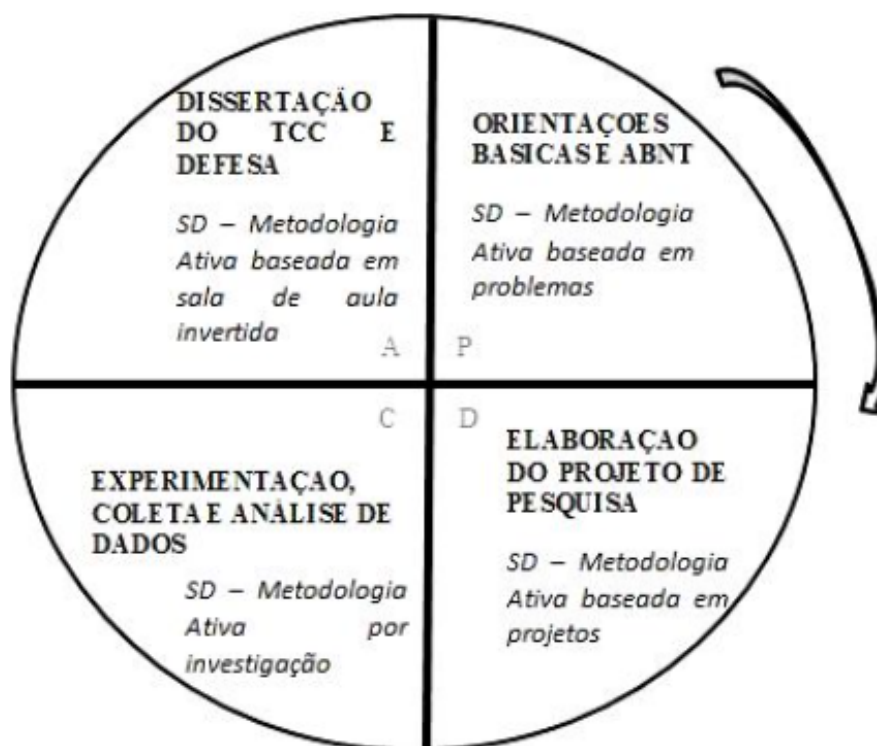 DISSERTAÇÃO
DO TCC E
DEFESA
SD – Metodologia
Ativa baseada em
sala de aula
invertida
A
ORIENTAÇOES
BASICAS E ABNT
SD – Metodologia
Ativa baseada em
problemas
P
C
EXPERIMENTAÇAO,
COLETA E ANÁLISE DE
DADOS
SD – Metodologia
Ativa por
investigação
D
ELABORAÇAO
DO PROJETO DE
PESQUISA
SD – Metodologia
Ativa baseada em
projetos